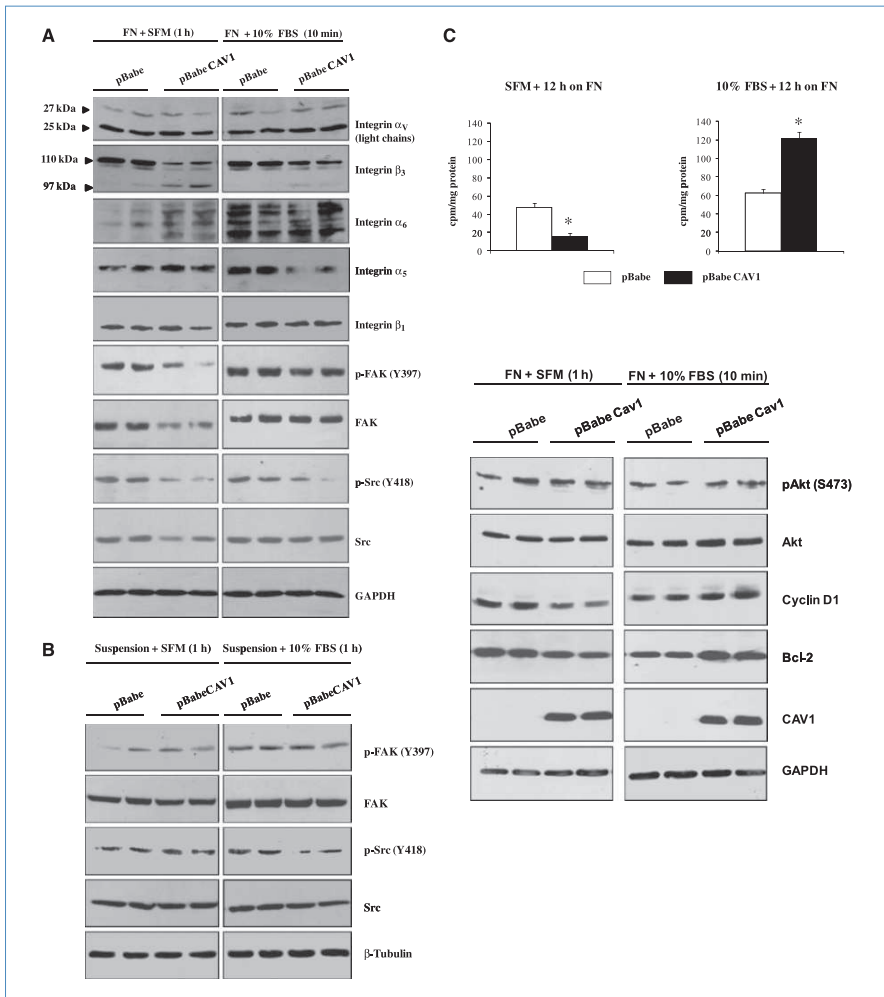 A
FN + SFM (1 h) FN + 10% FBS (10 min)
pBabe pBabe CAV1 pBabe pBabe CAV1
27 kDa
25 kDa
Integrin αV
(light chains)
110 kDa
Integrin β3
97 kDa
Integrin α6
Integrin α5
Integrin β1
p-FAK (Y397)
FAK
p-Src (Y418)
Src
GAPDH
B
Suspension + SFM (1 h) Suspension + 10% FBS (1 h)
pBabe pBabeCAV1 pBabe pBabeCAV1
p-FAK (Y397)
FAK
p-Src (Y418)
Src
β-Tubulin
C
SFM + 12 h on FN
cpm/mg protein
140
120
100
80
60
40
20
0
*
10% FBS + 12 h on FN
cpm/mg protein
140
120
100
80
60
40
20
0
*
pBabe pBabe CAV1
FN + SFM (1 h) FN + 10% FBS (10 min)
pBabe pBabe Cav1 pBabe pBabe Cav1
pAkt (S473)
Akt
Cyclin D1
Bcl-2
CAV1
GAPDH